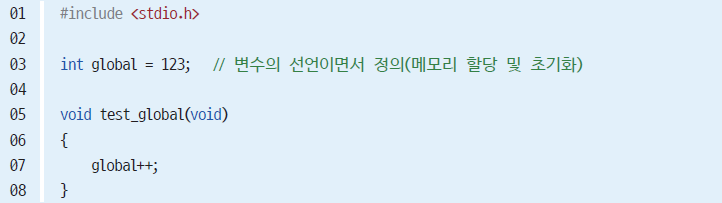 01 #include <stdio.h>
02
03 int global = 123; // 변수의 선언이면서 정의(메모리 할당 및 초기화)
04
05 void test_global(void)
06 {
07 global++;
08 }